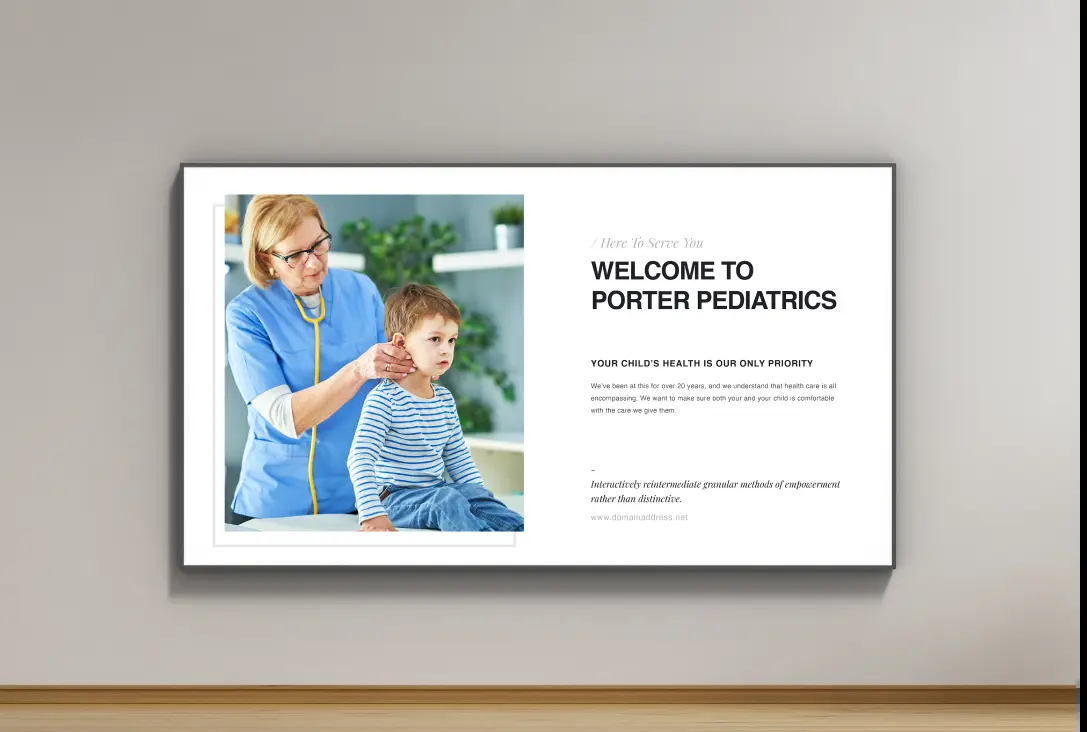 / Here To Serve You
WELCOME TO
PORTER PEDIATRICS
YOUR CHILD'S HEALTH IS OUR ONLY PRIORITY
We've been at this for over 20 years, and we understand that health care is all
encompassing. We want to make sure both your and your child is comfortable
with the care we give them.
–
Interactively reintermediate granular methods of empowerment
rather than distinctive.
www.domainaddress.net